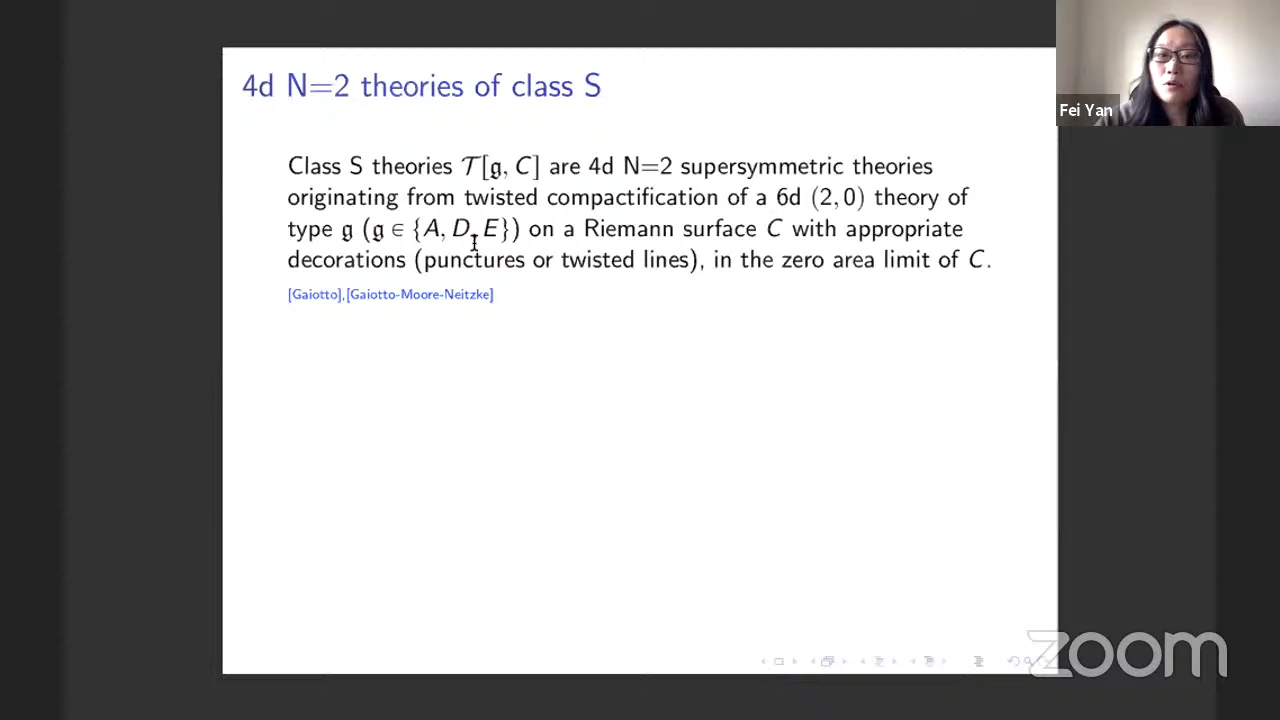 4d N=2 theories of class S
Class S theories 𝒯[𝔤, C] are 4d N=2 supersymmetric theories
originating from twisted compactification of a 6d (2, 0) theory of
type 𝔤 (𝔤 ∈ {A, D, E}) on a Riemann surface C with appropriate
decorations (punctures or twisted lines), in the zero area limit of C.
[Gaiotto],[Gaiotto-Moore-Neitzke]
Fei Yan
zoom